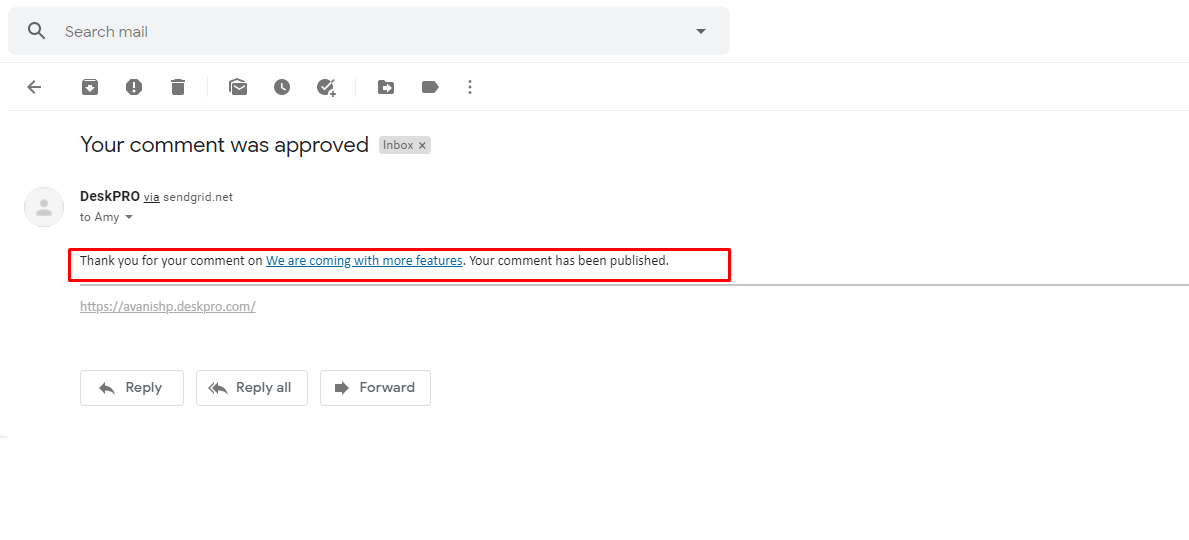 Search mail
Your comment was approved Inbox ×
DeskPRO via sendgrid.net
to Amy
Thank you for your comment on We are coming with more features. Your comment has been published.
https://avanishp.deskpro.com/
Reply Reply all Forward